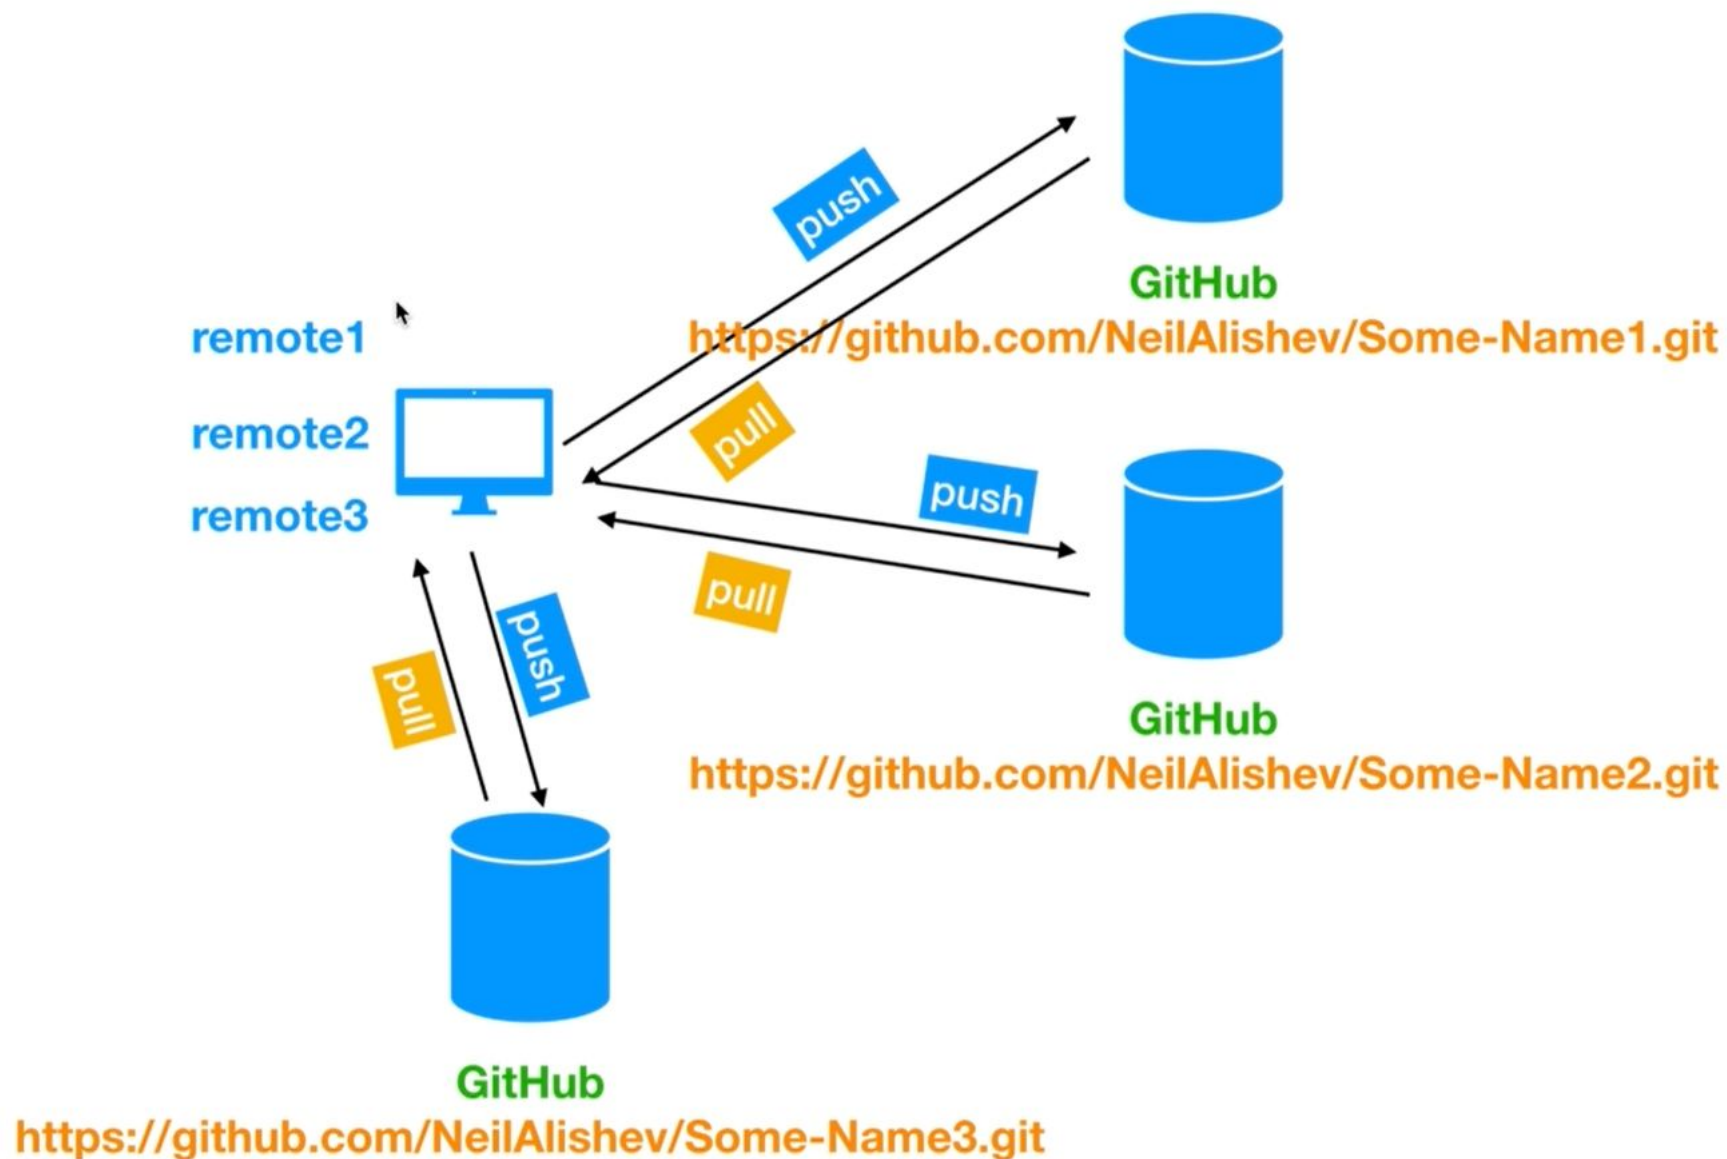 push
GitHub
https://github.com/NeilAlishev/Some-Name1.git
remote1
remote2
remote3
pull
push
pull
GitHub
https://github.com/NeilAlishev/Some-Name2.git
pull
push
GitHub
https://github.com/NeilAlishev/Some-Name3.git